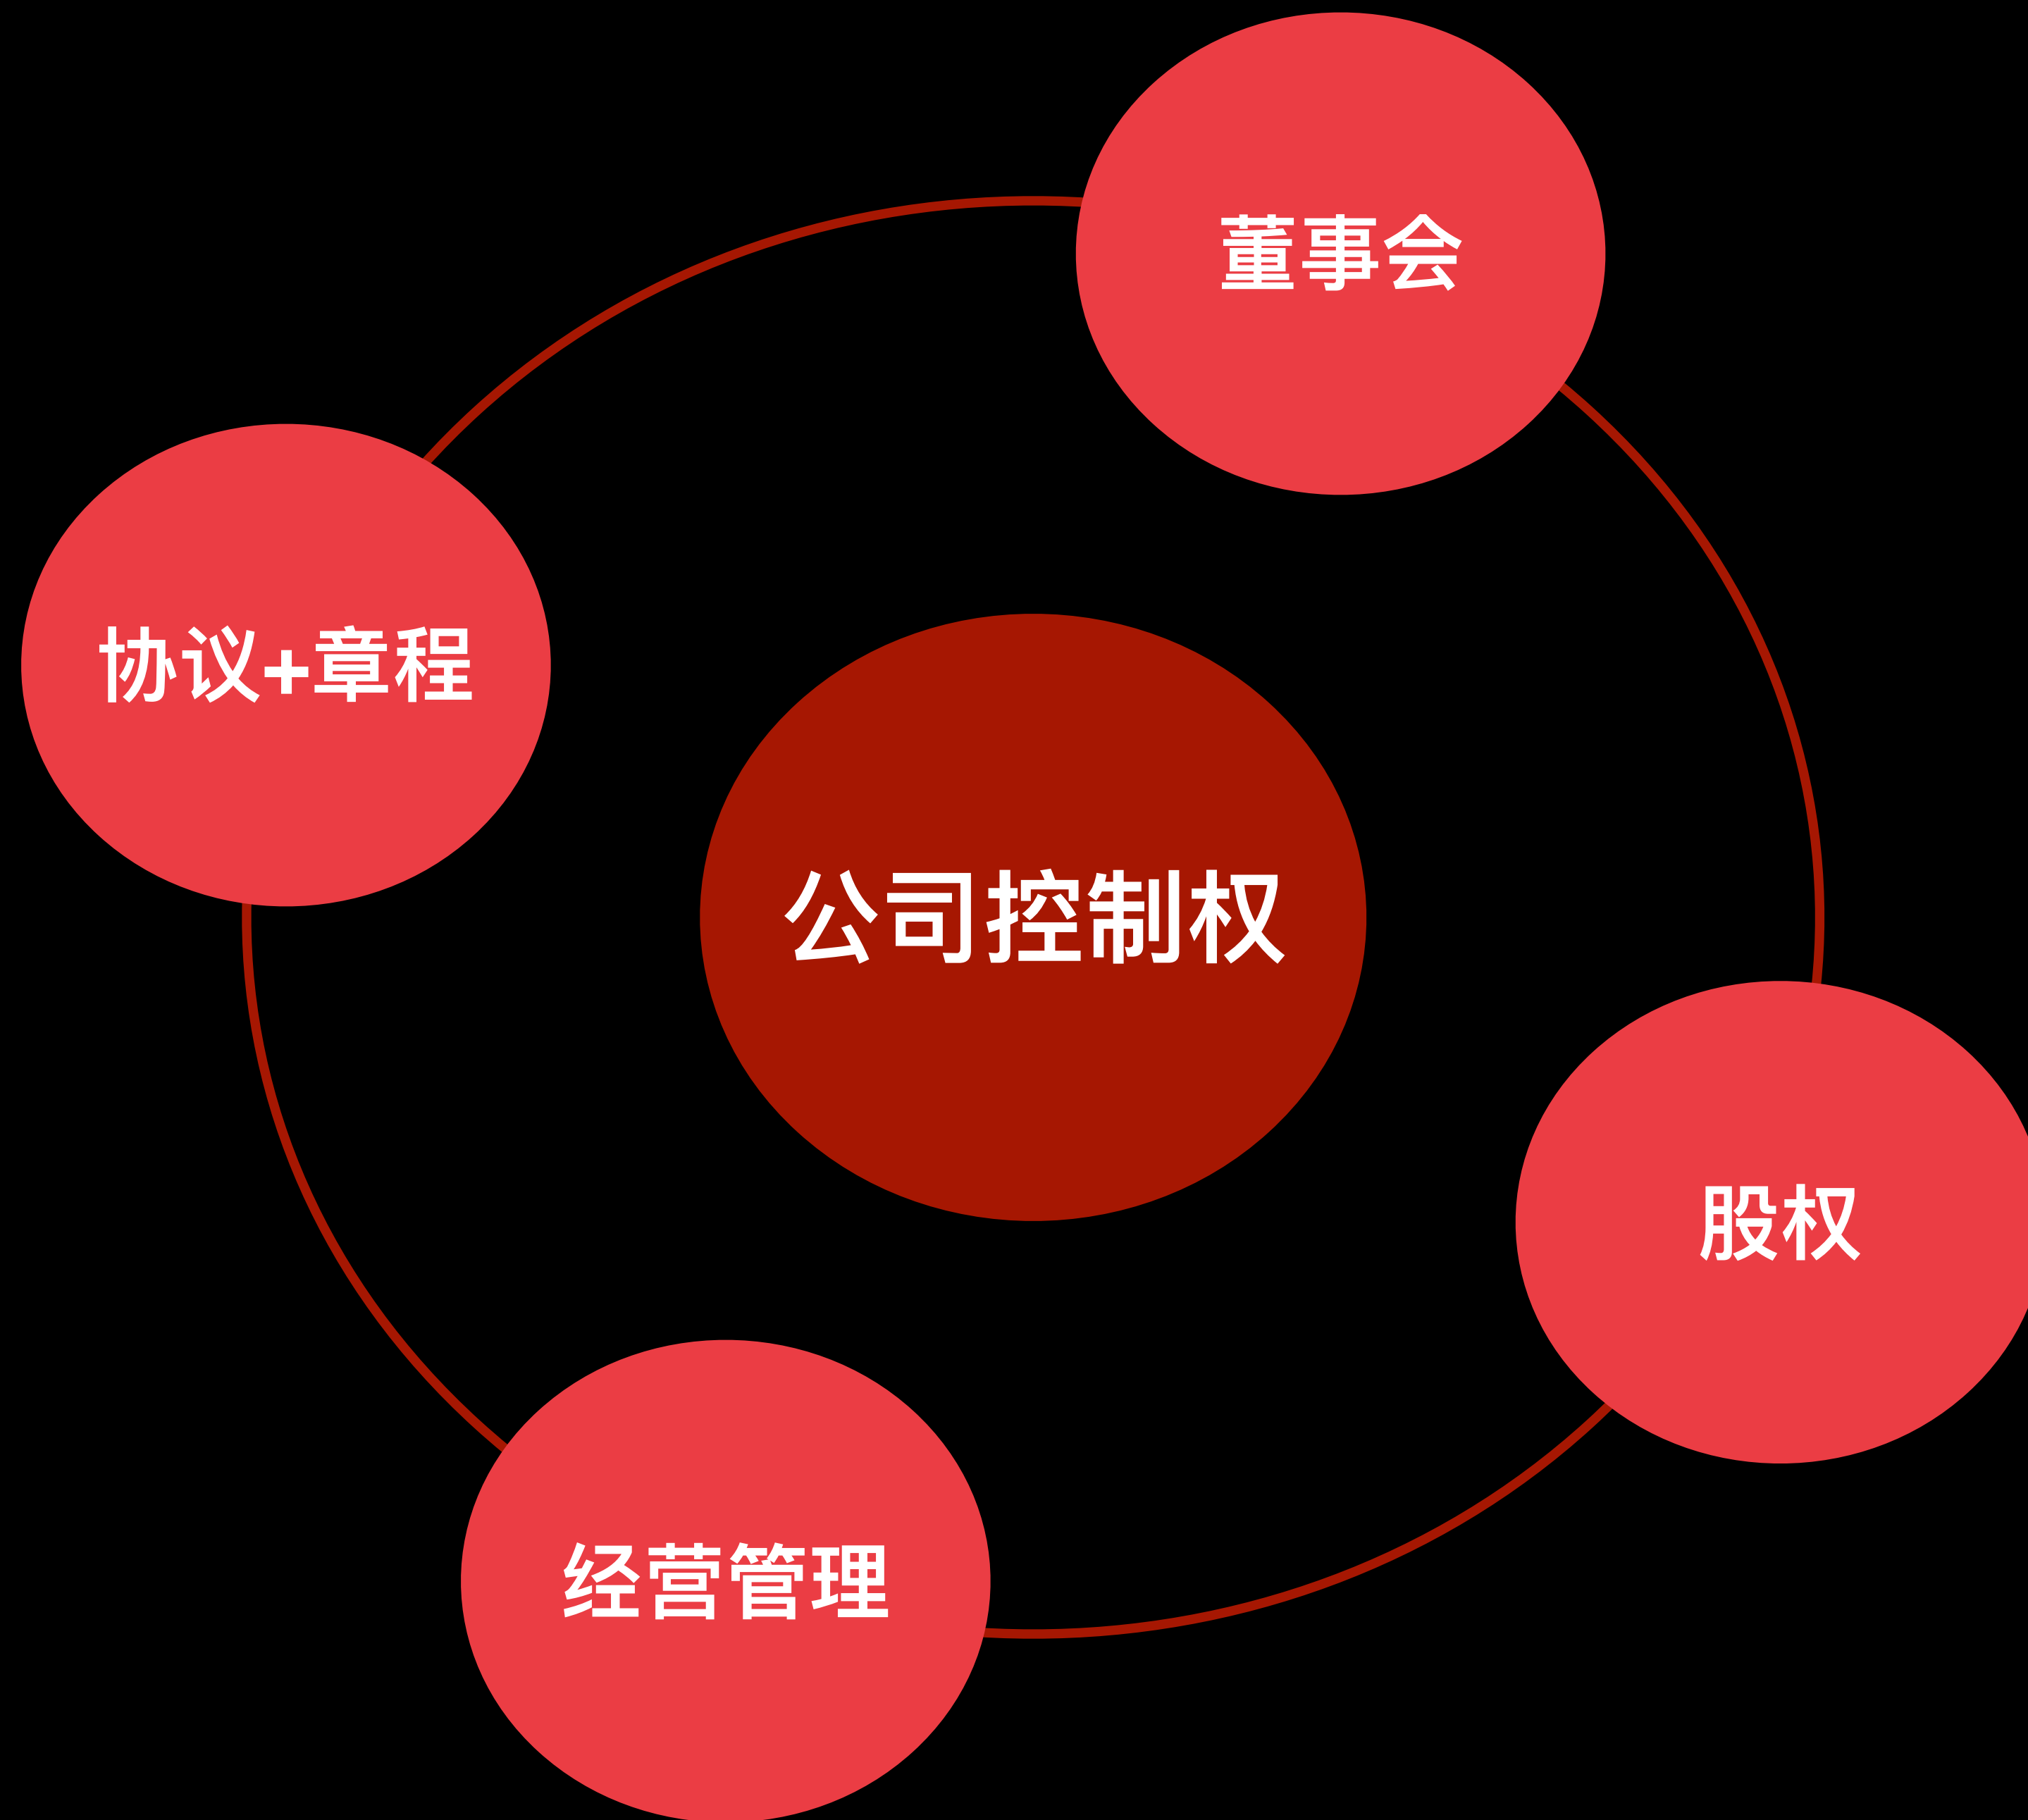 董事会
协议+章程
公司控制权
股权
经营管理